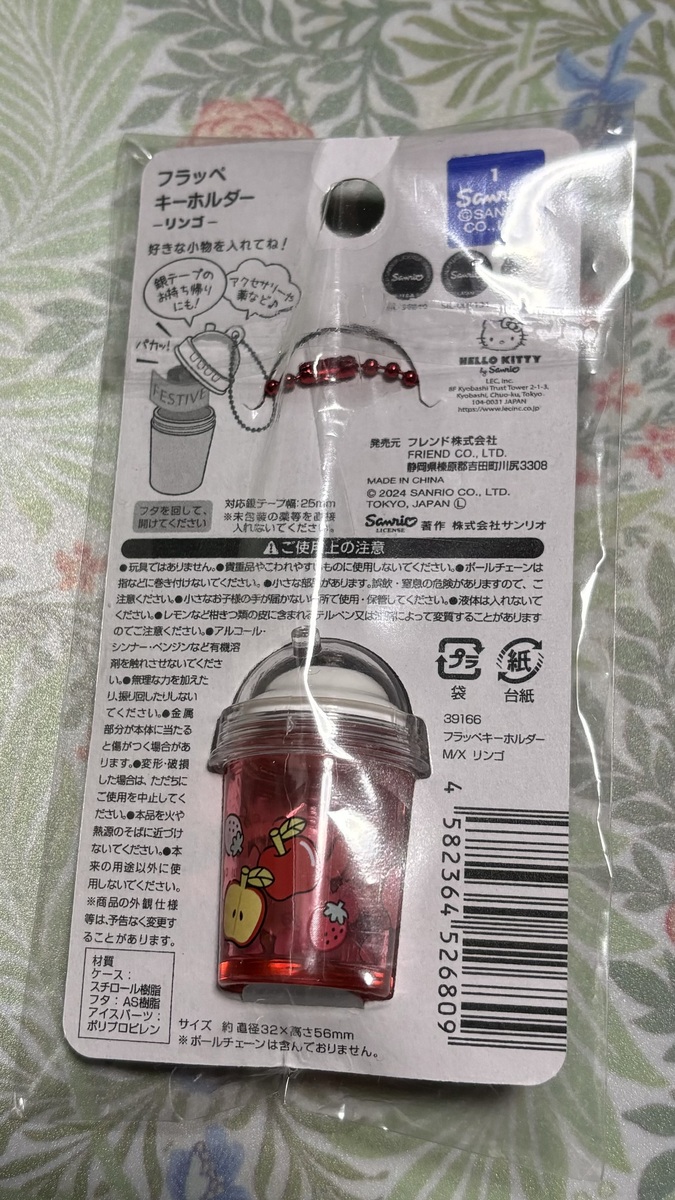 フラッペ
キーホルダー
−リンゴ−
好きな小物を入れてね！
銀テープの
お持ち帰り
にも！
アクセサリーや
薬など♪
パカッ！
FESTIVE
フタを回して、
開けてください
対応銀テープ幅：25mm
※未包装の薬等を直接
入れないでください。
1
Sanrio
©SAN
CO.,
Sanrio
Sanrio
HELLO KITTY
by Sanrio
LEC, Inc.
8F Kyobashi Trust Tower 2-1-3,
Kyobashi, Chuo-ku, Tokyo
104-0031 JAPAN
https://www.lecinc.co.jp
発売元 フレンド株式会社
FRIEND CO., LTD.
静岡県榛原郡吉田町川尻3308
MADE IN CHINA
© 2024 SANRIO CO., LTD.
TOKYO, JAPAN Ⓛ
Sanrio LICENSE 著作 株式会社サンリオ
⚠ご使用上の注意
●玩具ではありません。●貴重品やこわれやすいものに使用しないでください。●ボールチェーンは
指などに巻き付けないでください。●小さな部品があります。誤飲・窒息の危険がありますので、ご
注意ください。●小さなお子様の手が届かない所で使用・保管してください。●液体は入れないで
ください。●レモンなど柑きつ類の皮に含まれるテルペン又は によって変質することがあります
のでご注意ください。●アルコール・
シンナー・ベンジンなど有機溶
剤を触れさせないでくださ
い。●無理な力を加えた
り、振り回したりしない
でください。●金属
部分が本体に当たる
と傷がつく場合があ
ります。●変形・破損
した場合は、ただちに
ご使用を中止してく
ださい。●本品を火や
熱源のそばに近づけ
ないでください。●本
来の用途以外に使
用しないでください。
※商品の外観仕様
等は、予告なく変更す
ることがあります。
プラ
袋
紙
台紙
39166
フラッペキーホルダー
M/X リンゴ
4 582364 526809
材質
ケース：
スチロール樹脂
フタ：AS樹脂
アイスパーツ：
ポリプロピレン
サイズ 約 直径32×高さ56mm
※ボールチェーンは含んでおりません。